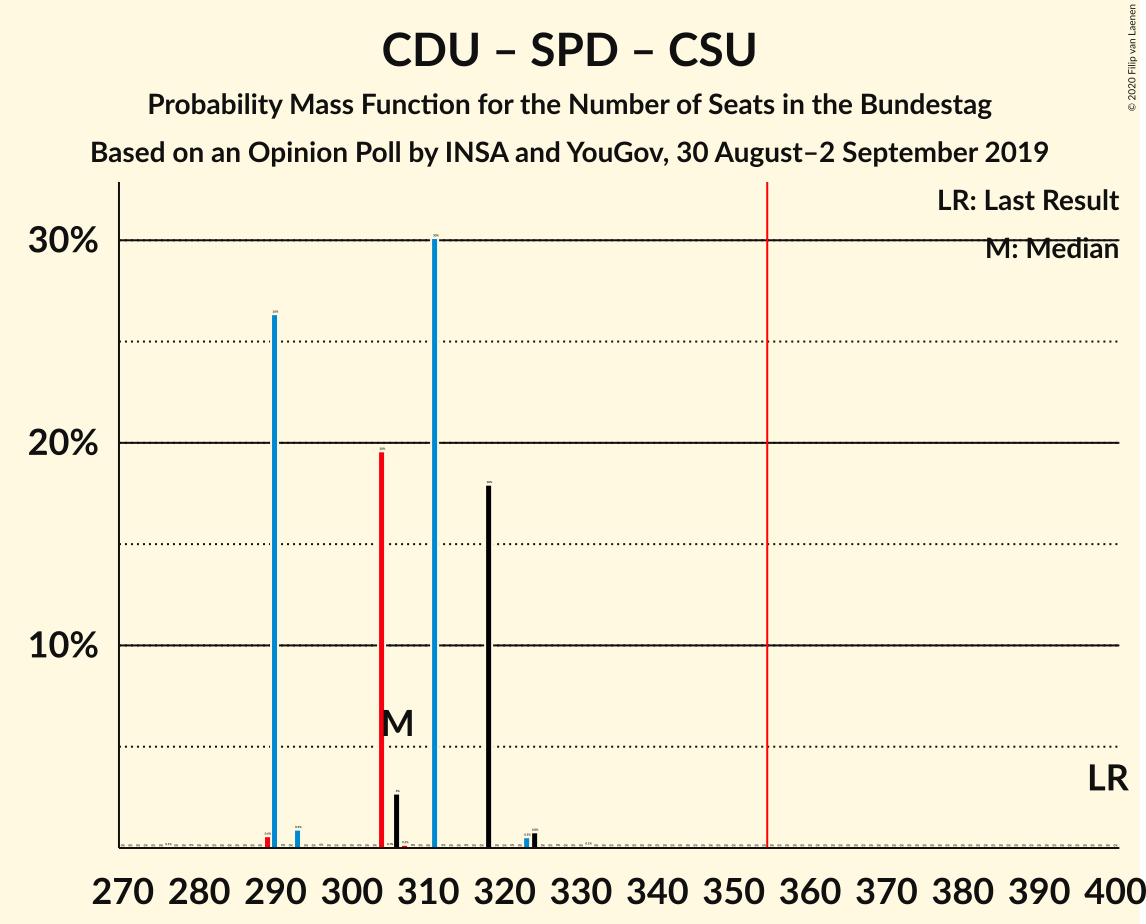 CDU – SPD – CSU
Probability Mass Function for the Number of Seats in the Bundestag
Based on an Opinion Poll by INSA and YouGov, 30 August–2 September 2019
© 2020 Filip van Laenen
LR: Last Result
M: Median
30%
20%
10%
M
LR
270 280 290 300 310 320 330 340 350 360 370 380 390 400